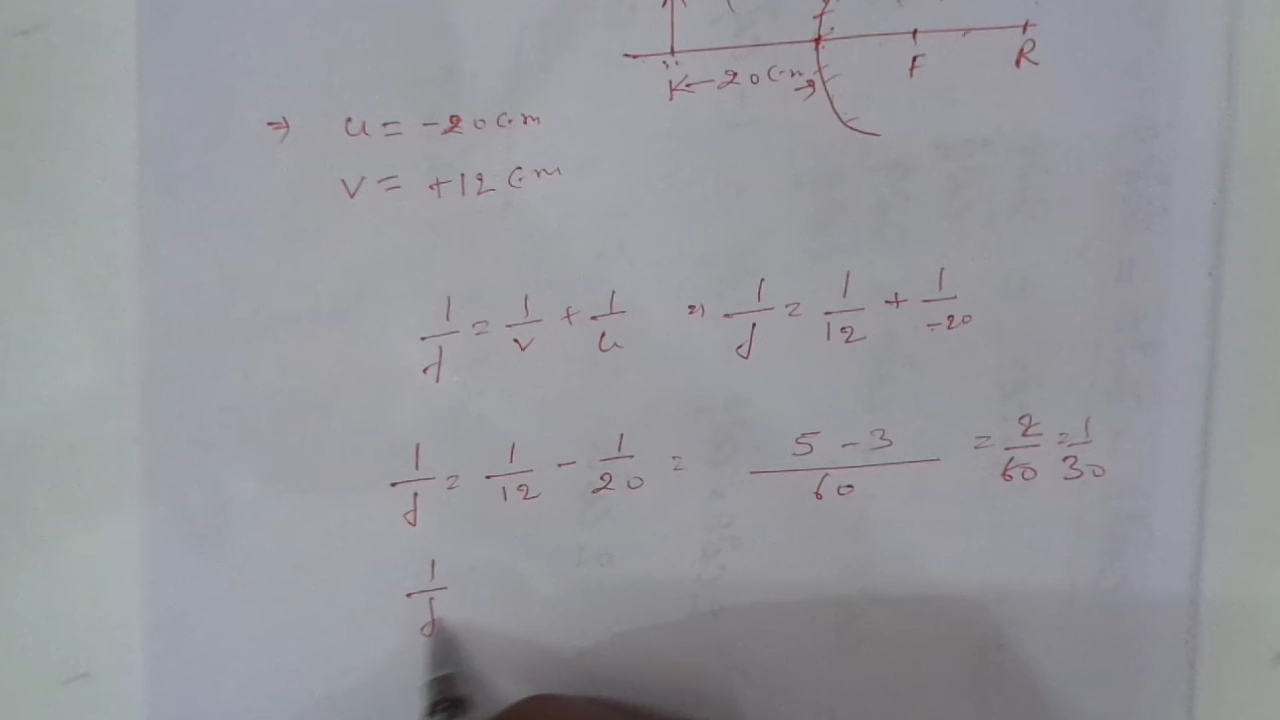 F R
K← 20 cm →
⇒ u = -20 cm
v = +12 cm
1/f = 1/v + 1/u ⇒ 1/f = 1/12 + 1/-20
1/f = 1/12 - 1/20 = 5 - 3/60 = 2/60 = 1/30
1/f